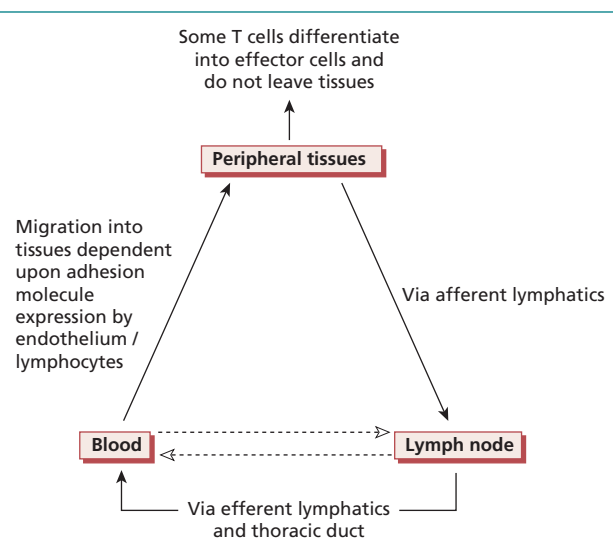 Some T cells differentiate
into effector cells and
do not leave tissues
Peripheral tissues
Migration into
tissues dependent
upon adhesion
molecule
expression by
endothelium /
lymphocytes
Via afferent lymphatics
Blood
Lymph node
Via efferent lymphatics
and thoracic duct